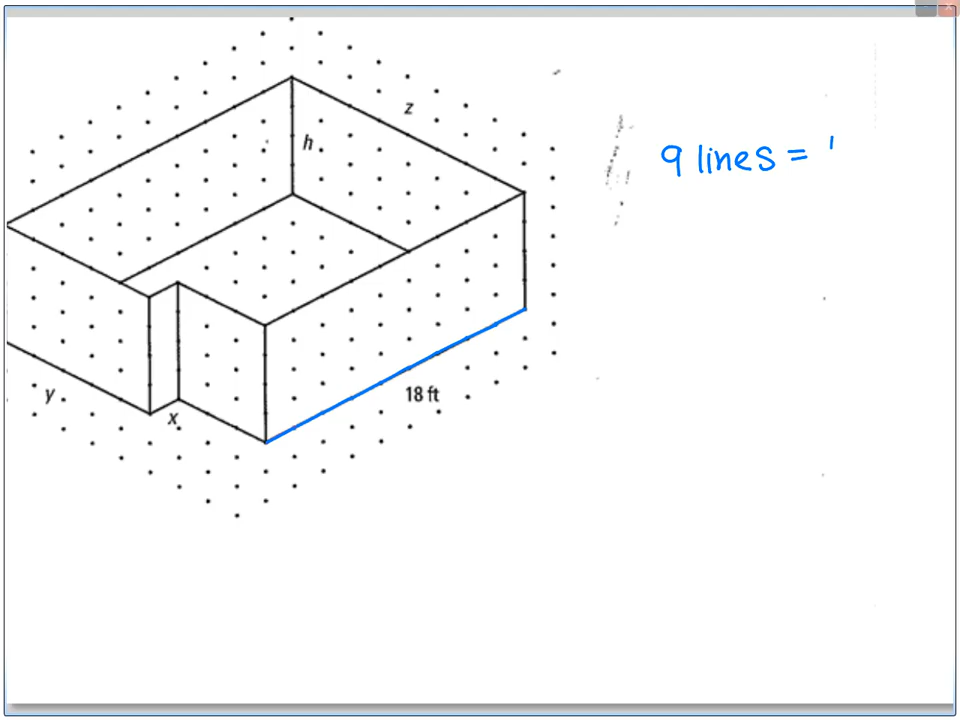 z
h
9 lines = '
18 ft
y
x